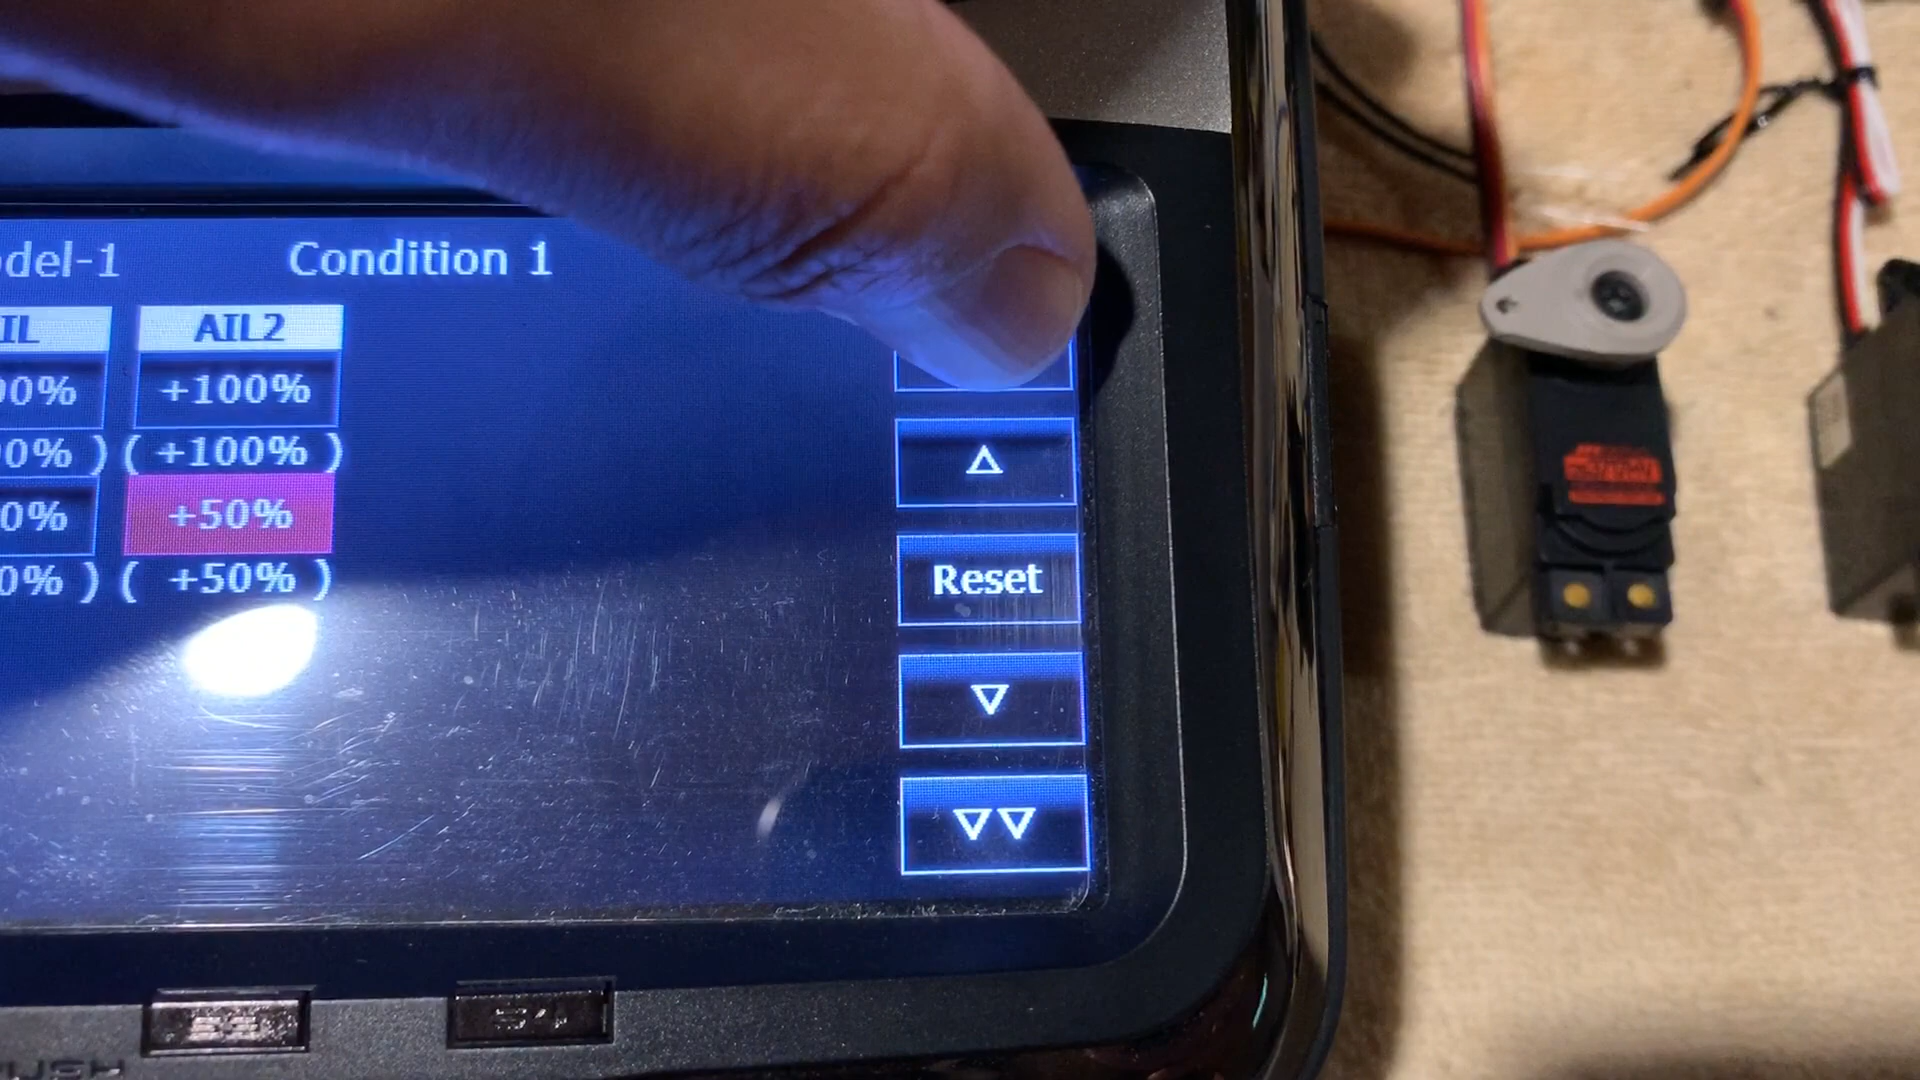 del-1 Condition 1
IL AIL2
00% +100%
0% ) ( +100% )
0% +50%
0% ) ( +50% )
Reset